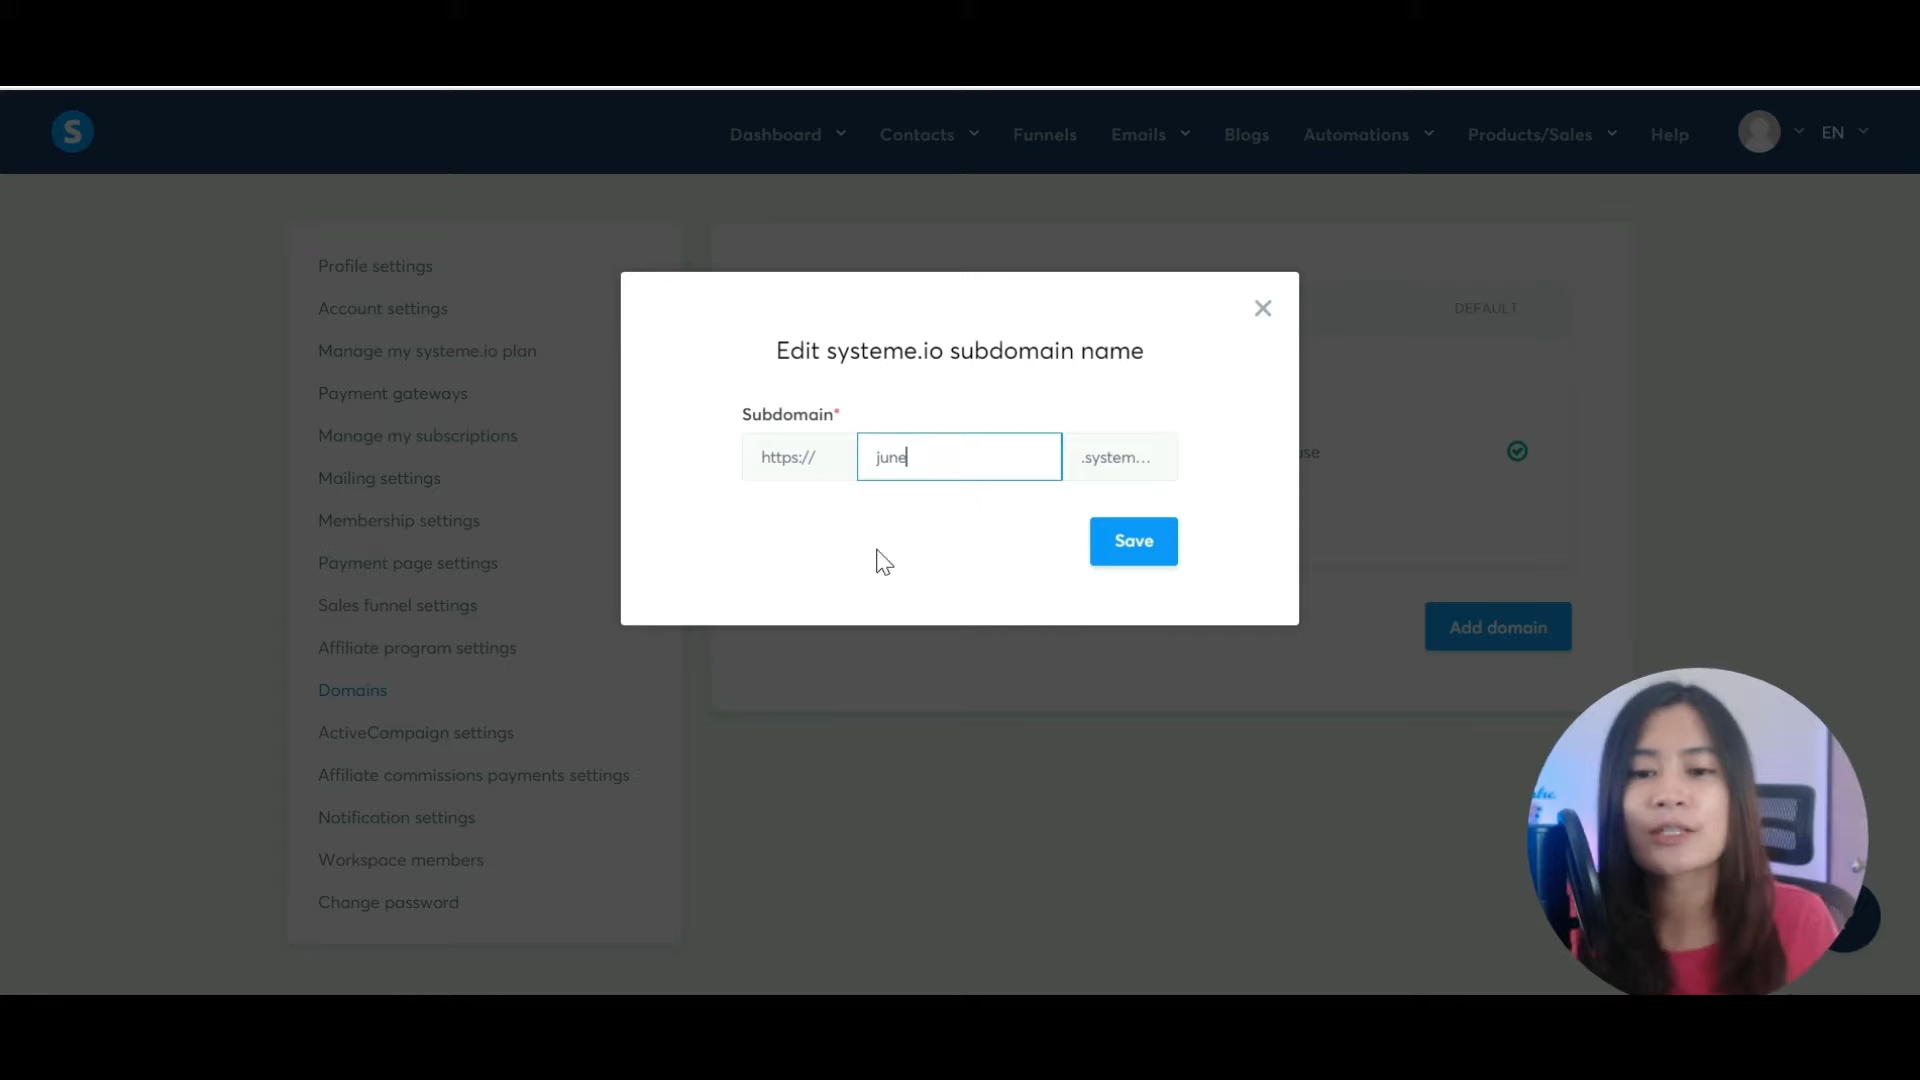 S
Dashboard
Contacts
Funnels
Emails
Blogs
Automations
Products/Sales
Help
EN
Profile settings
Account settings
Manage my systeme.io plan
Payment gateways
Manage my subscriptions
Mailing settings
Membership settings
Payment page settings
Sales funnel settings
Affiliate program settings
Domains
ActiveCampaign settings
Affiliate commissions payments settings
Notification settings
Workspace members
Change password
DEFAULT
Edit systeme.io subdomain name
Subdomain*
https://
june
.system...
Save
Add domain